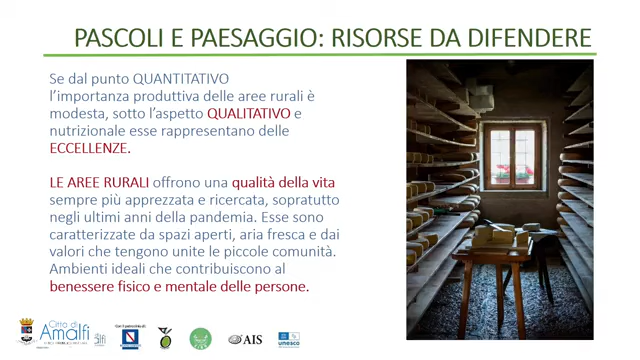 PASCOLI E PAESAGGIO: RISORSE DA DIFENDERE
Se dal punto QUANTITATIVO
l’importanza produttiva delle aree rurali è
modesta, sotto l’aspetto QUALITATIVO e
nutrizionale esse rappresentano delle
ECCELLENZE.
LE AREE RURALI offrono una qualità della vita
sempre più apprezzata e ricercata, sopratutto
negli ultimi anni della pandemia. Esse sono
caratterizzate da spazi aperti, aria fresca e dai
valori che tengono unite le piccole comunità.
Ambienti ideali che contribuiscono al
benessere fisico e mentale delle persone.
Città di
Amalfi
Con il patrocinio di:
AIS
unesco